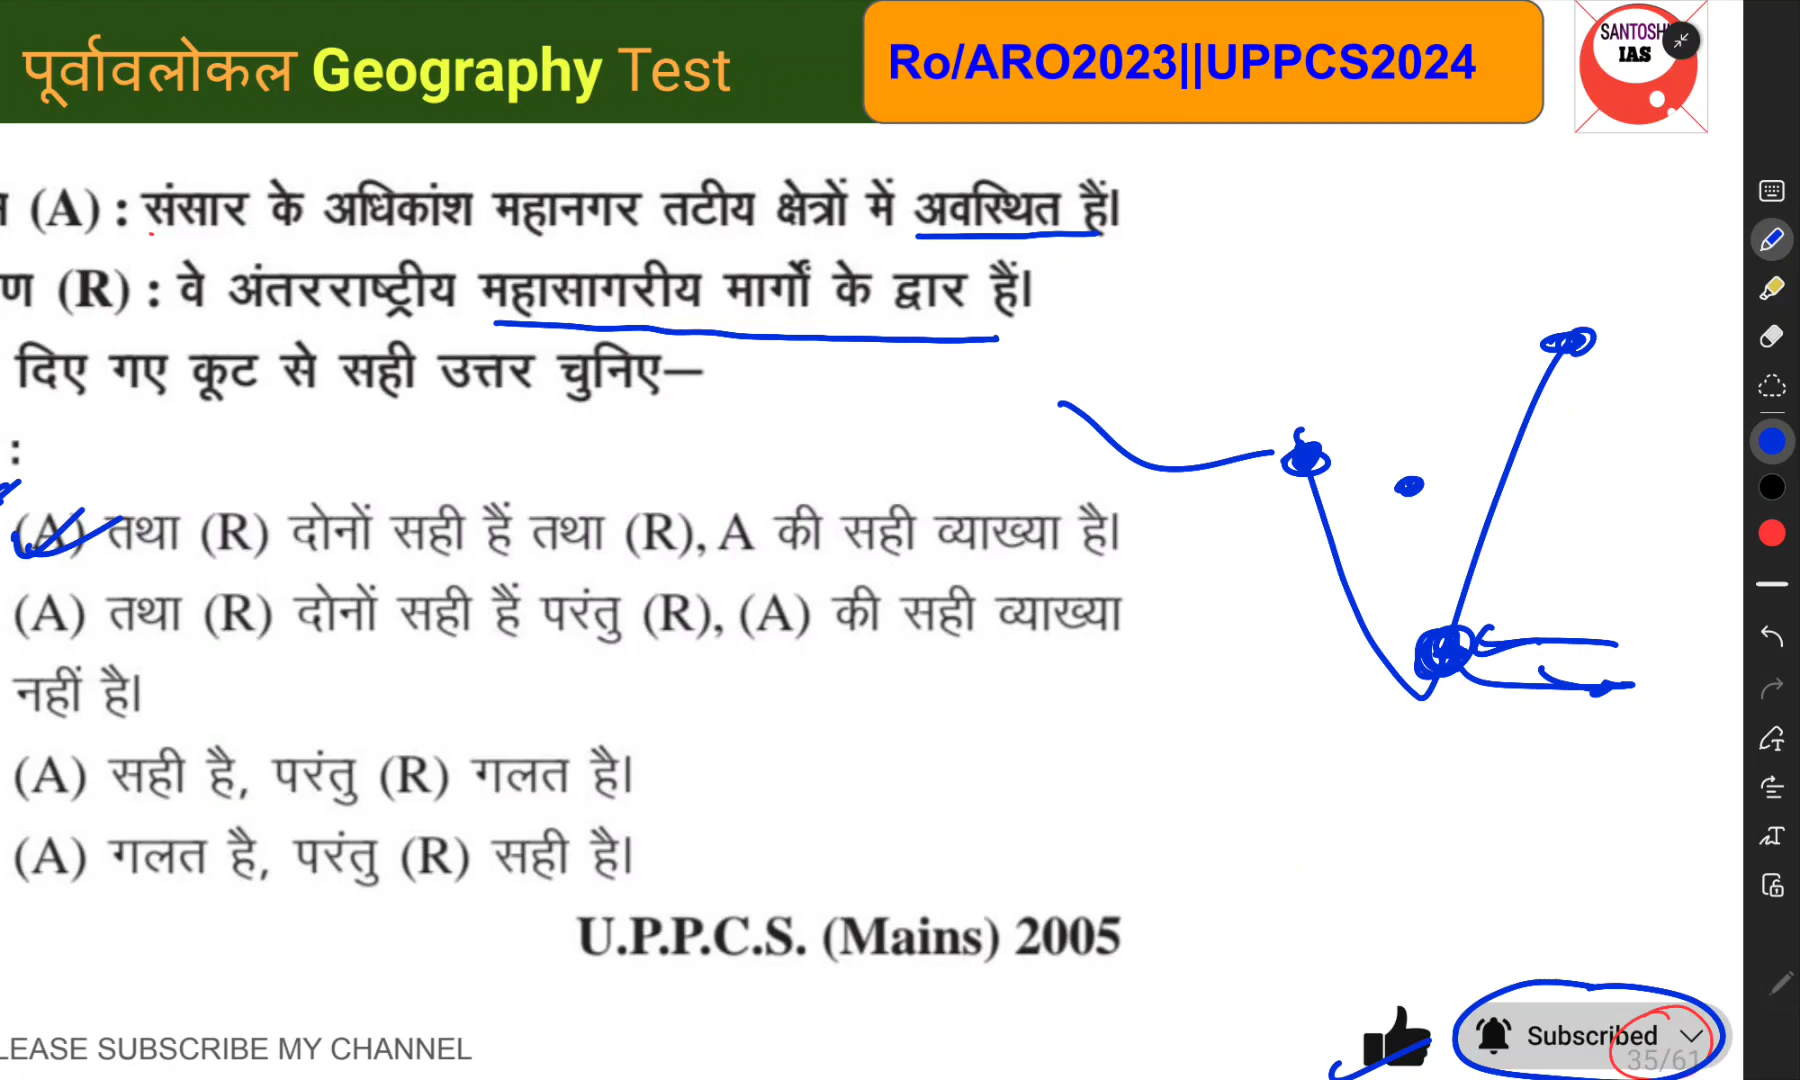 पूर्वावलोकल Geography Test
Ro/ARO2023||UPPCS2024
SANTOSH
IAS
(A) : संसार के अधिकांश महानगर तटीय क्षेत्रों में अवस्थित हैं।
ण (R) : वे अंतरराष्ट्रीय महासागरीय मार्गों के द्वार हैं।
दिए गए कूट से सही उत्तर चुनिए—
:
(A) तथा (R) दोनों सही हैं तथा (R), A की सही व्याख्या है।
(A) तथा (R) दोनों सही हैं परंतु (R), (A) की सही व्याख्या
नहीं है।
(A) सही है, परंतु (R) गलत है।
(A) गलत है, परंतु (R) सही है।
U.P.P.C.S. (Mains) 2005
LEASE SUBSCRIBE MY CHANNEL
Subscribed
35/61